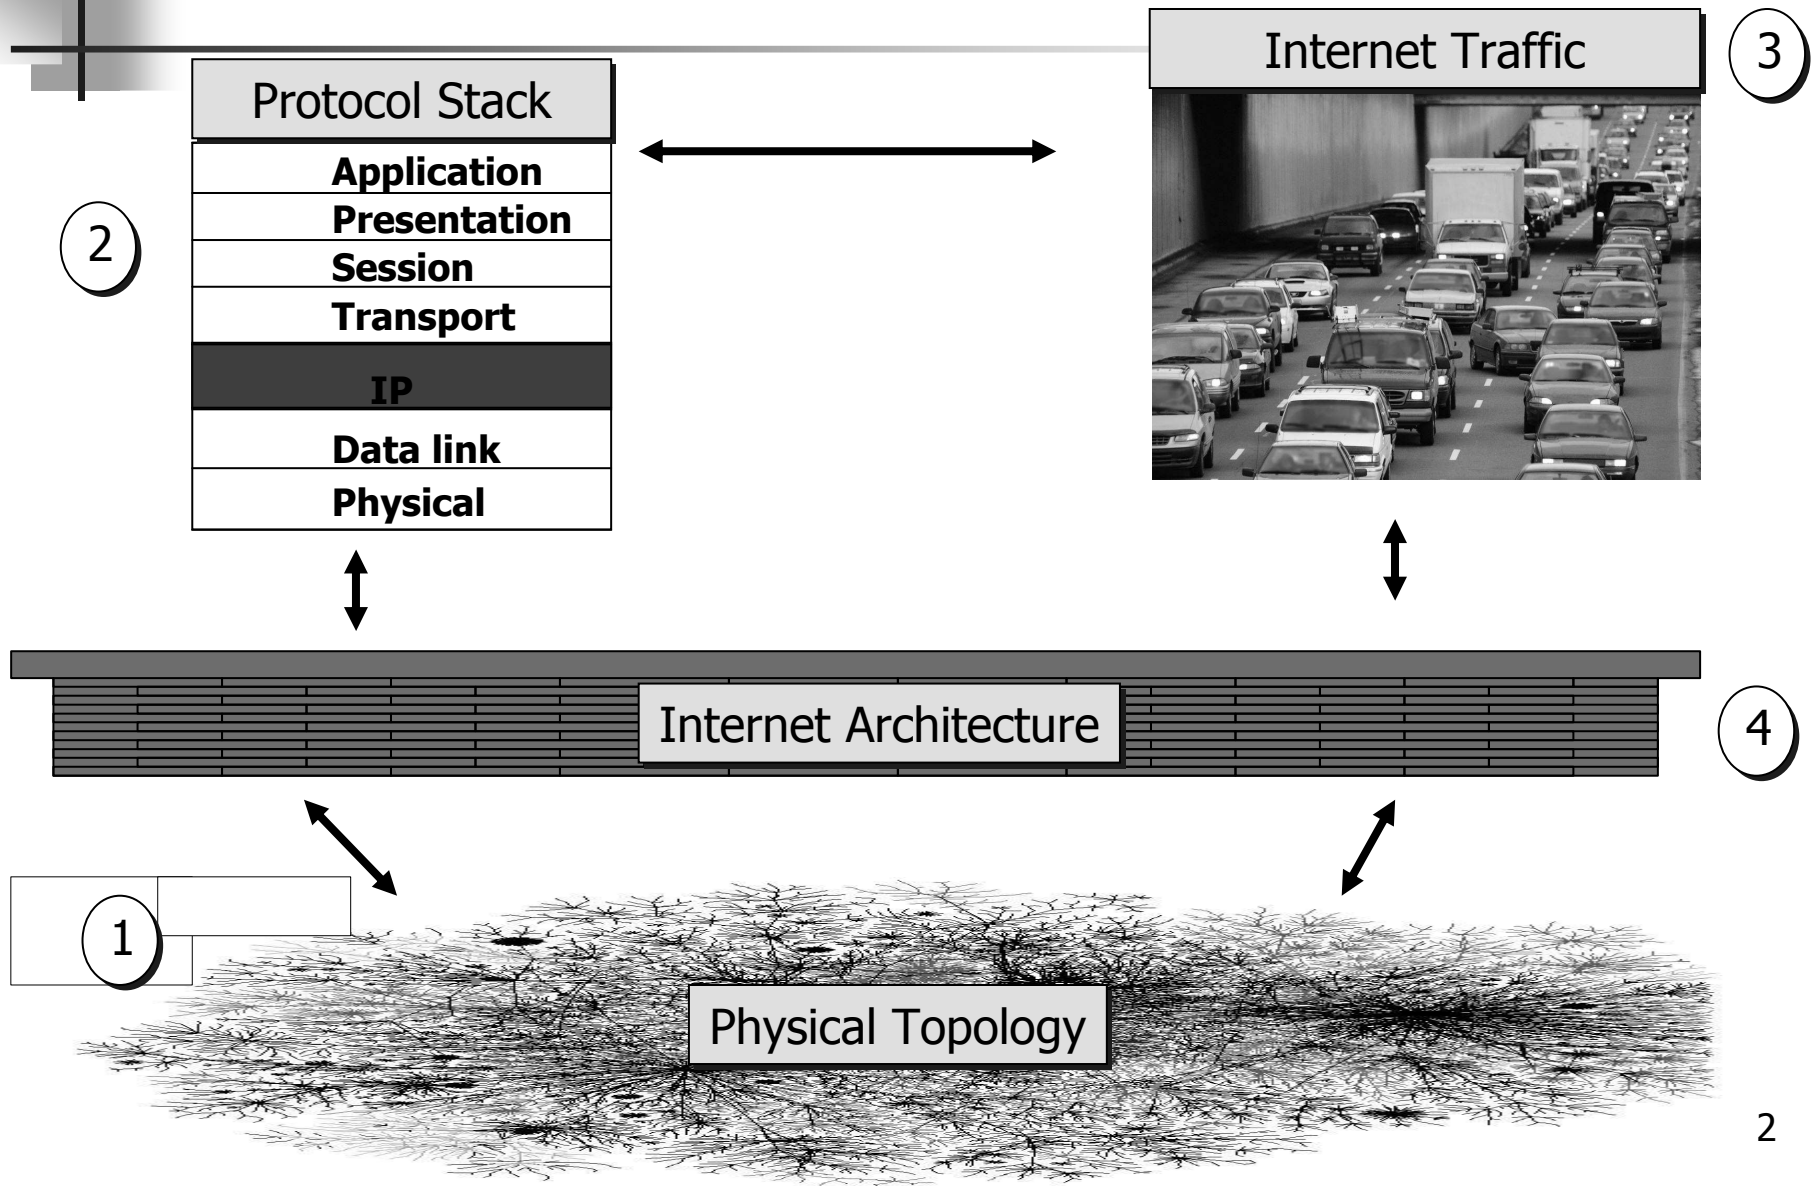 Internet Traffic
3
Protocol Stack
Application
Presentation
2
Session
Transport
IP
Data link
Physical
Internet Architecture
4
1
Physical Topology
2